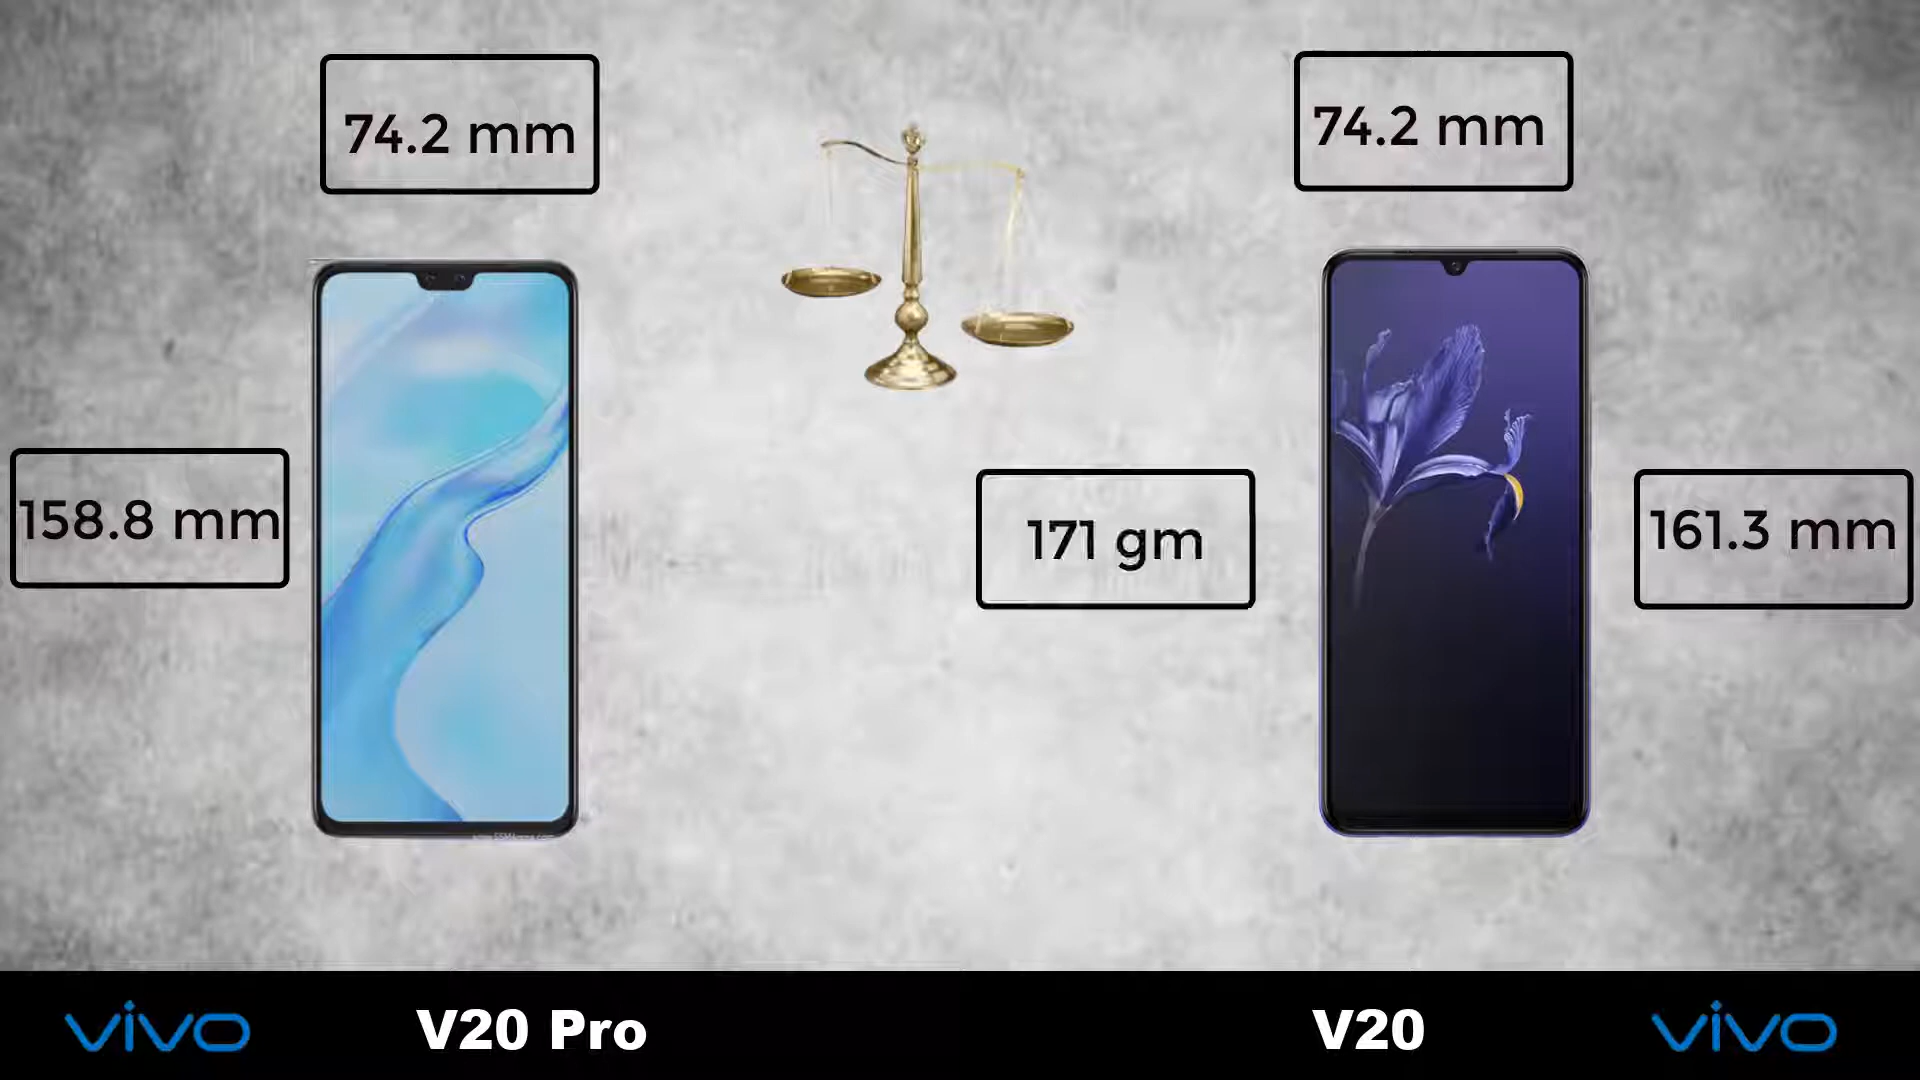 74.2 mm
74.2 mm
158.8 mm
171 gm
161.3 mm
vivo
V20 Pro
V20
vivo